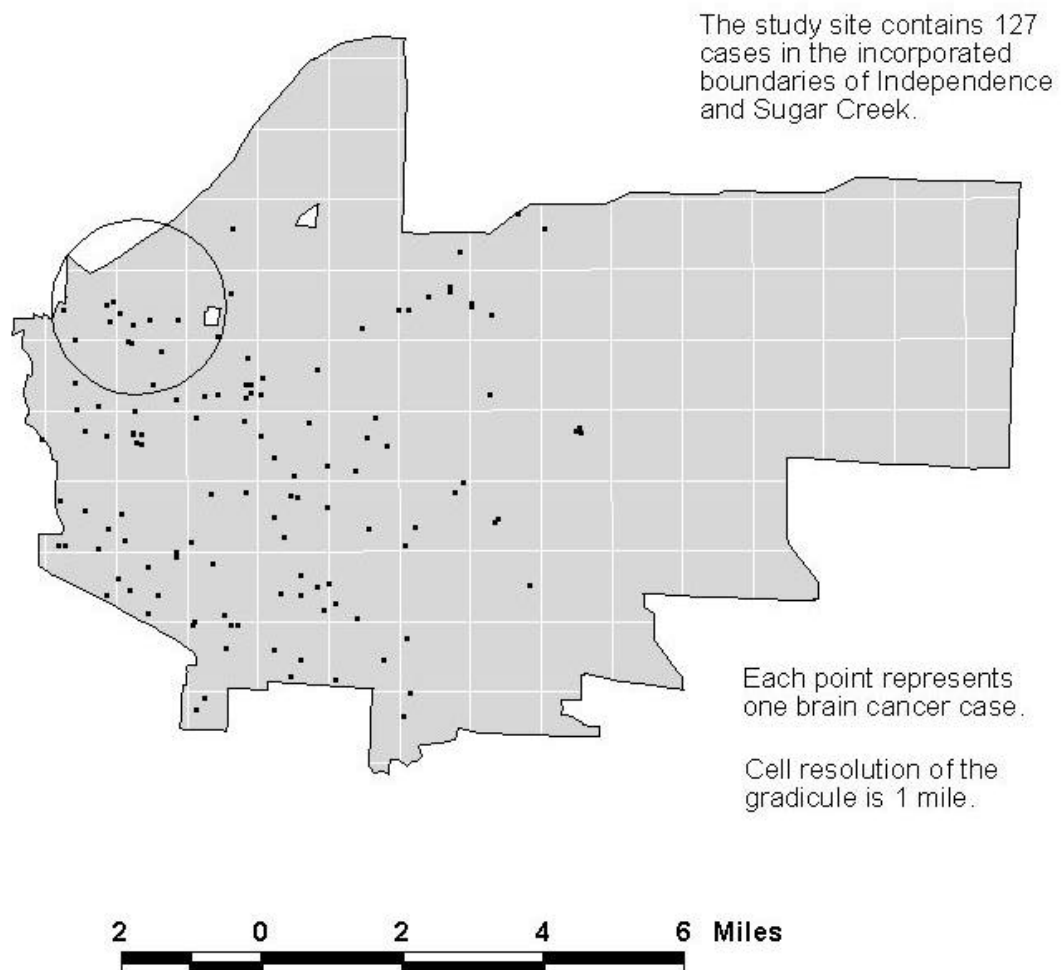 The study site contains 127
cases in the incorporated
boundaries of Independence
and Sugar Creek.
Each point represents
one brain cancer case.
Cell resolution of the
gradicule is 1 mile.
2 0 2 4 6 Miles